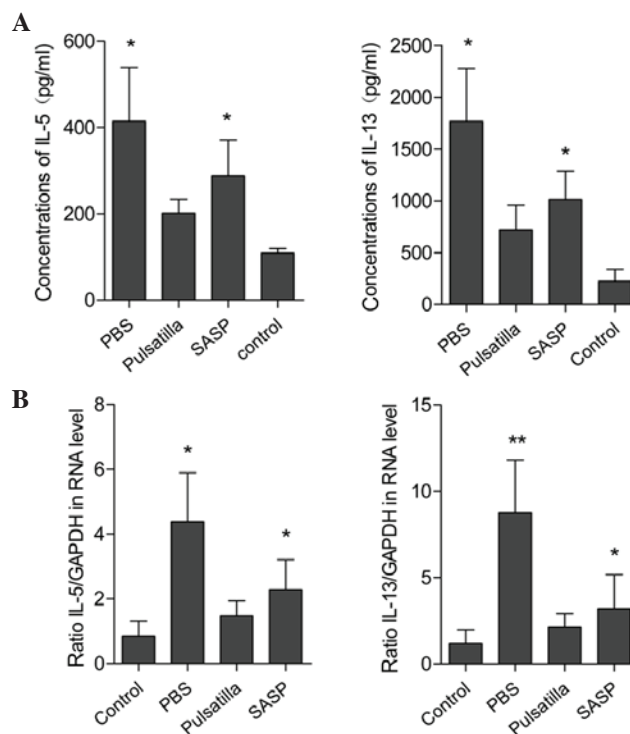 A
Concentrations of IL-5 (pg/ml)
600
400
200
0
*
*
PBS
Pulsatilla
SASP
control
Concentrations of IL-13 (pg/ml)
2500
2000
1500
1000
500
0
*
*
PBS
Pulsatilla
SASP
Control
B
Ratio IL-5/GAPDH in RNA level
8
6
4
2
0
*
*
Control
PBS
Pulsatilla
SASP
Ratio IL-13/GAPDH in RNA level
15
10
5
0
**
*
Control
PBS
Pulsatilla
SASP